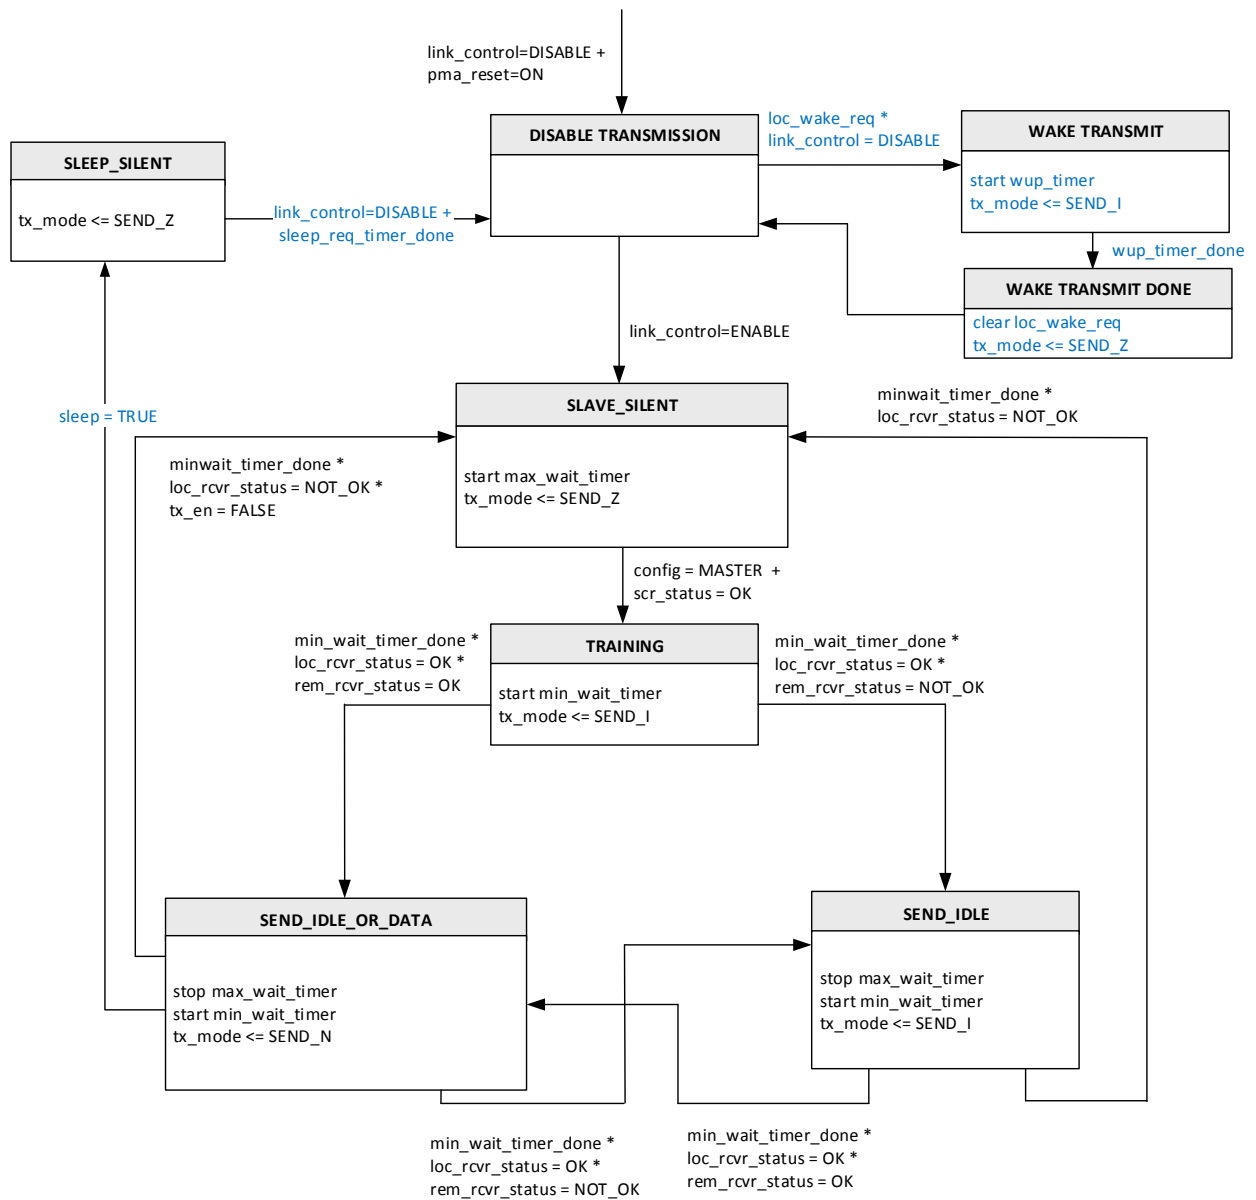 link_control=DISABLE +
pma_reset=ON
DISABLE TRANSMISSION
loc_wake_req *
link_control = DISABLE
WAKE TRANSMIT
start wup_timer
tx_mode <= SEND_I
SLEEP_SILENT
tx_mode <= SEND_Z
link_control=DISABLE +
sleep_req_timer_done
wup_timer_done
WAKE TRANSMIT DONE
clear loc_wake_req
tx_mode <= SEND_Z
link_control=ENABLE
sleep = TRUE
SLAVE_SILENT
start max_wait_timer
tx_mode <= SEND_Z
minwait_timer_done *
loc_rcvr_status = NOT_OK
minwait_timer_done *
loc_rcvr_status = NOT_OK *
tx_en = FALSE
config = MASTER +
scr_status = OK
min_wait_timer_done *
loc_rcvr_status = OK *
rem_rcvr_status = OK
TRAINING
start min_wait_timer
tx_mode <= SEND_I
min_wait_timer_done *
loc_rcvr_status = OK *
rem_rcvr_status = NOT_OK
SEND_IDLE_OR_DATA
stop max_wait_timer
start min_wait_timer
tx_mode <= SEND_N
SEND_IDLE
stop max_wait_timer
start min_wait_timer
tx_mode <= SEND_I
min_wait_timer_done *
loc_rcvr_status = OK *
rem_rcvr_status = NOT_OK
min_wait_timer_done *
loc_rcvr_status = OK *
rem_rcvr_status = OK